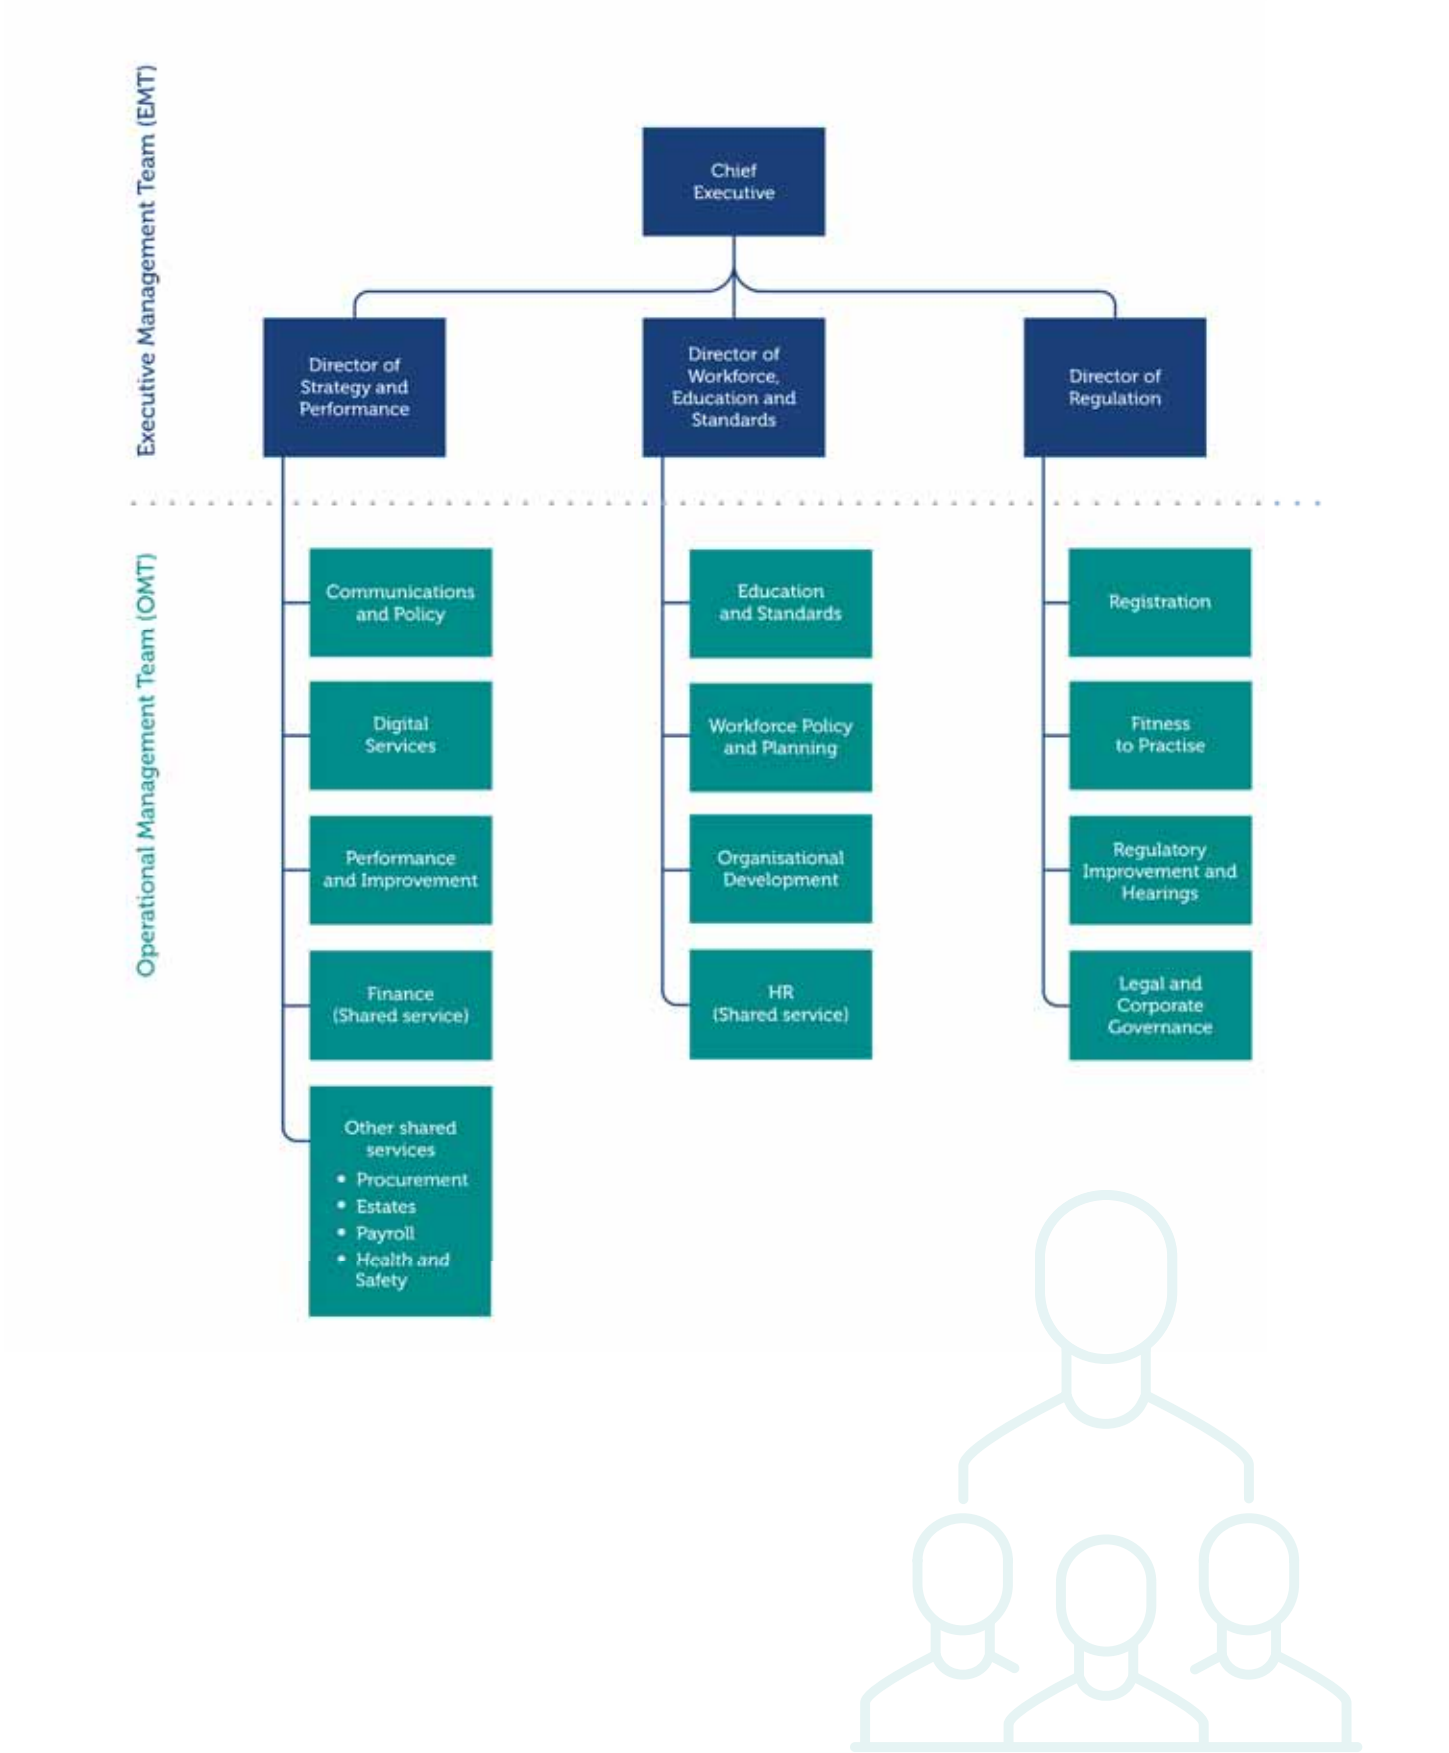 Executive Management Team (EMT)
Chief
Executive
Director of
Strategy and
Performance
Director of
Workforce,
Education and
Standards
Director of
Regulation
Operational Management Team (OMT)
Communications
and Policy
Digital
Services
Performance
and Improvement
Finance
(Shared service)
Other shared
services
• Procurement
• Estates
• Payroll
• Health and
Safety
Education
and Standards
Workforce Policy
and Planning
Organisational
Development
HR
(Shared service)
Registration
Fitness
to Practise
Regulatory
Improvement and
Hearings
Legal and
Corporate
Governance